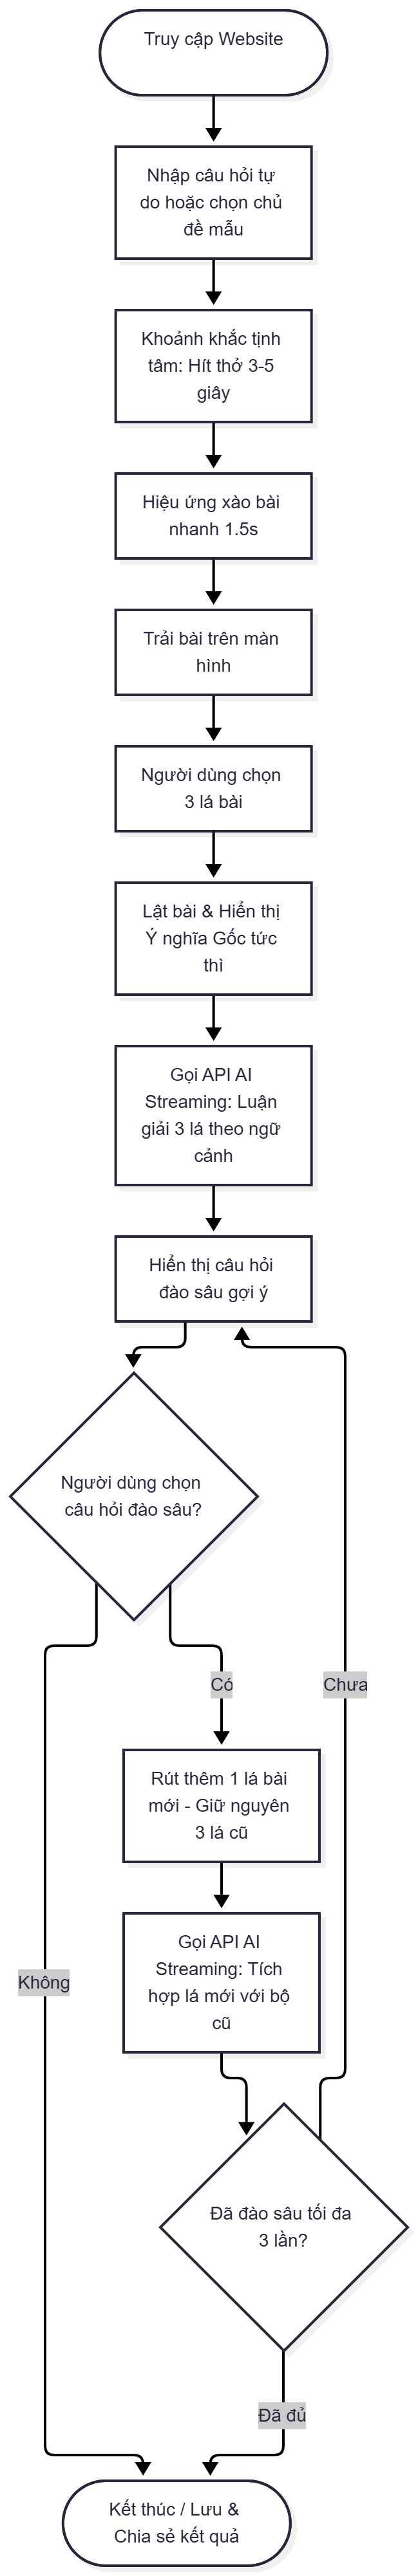 Truy cập Website
Nhập câu hỏi tự
do hoặc chọn chủ
đề mẫu
Khoảnh khắc tịnh
tâm: Hít thở 3-5
giây
Hiệu ứng xào bài
nhanh 1.5s
Trải bài trên màn
hình
Người dùng chọn
3 lá bài
Lật bài & Hiển thị
Ý nghĩa Gốc tức
thì
Gọi API AI
Streaming: Luận
giải 3 lá theo ngữ
cảnh
Hiển thị câu hỏi
đào sâu gợi ý
Người dùng chọn
câu hỏi đào sâu?
Có
Chưa
Rút thêm 1 lá bài
mới - Giữ nguyên
3 lá cũ
Không
Gọi API AI
Streaming: Tích
hợp lá mới với bộ
cũ
Đã đào sâu tối đa
3 lần?
Đã đủ
Kết thúc / Lưu &
Chia sẻ kết quả